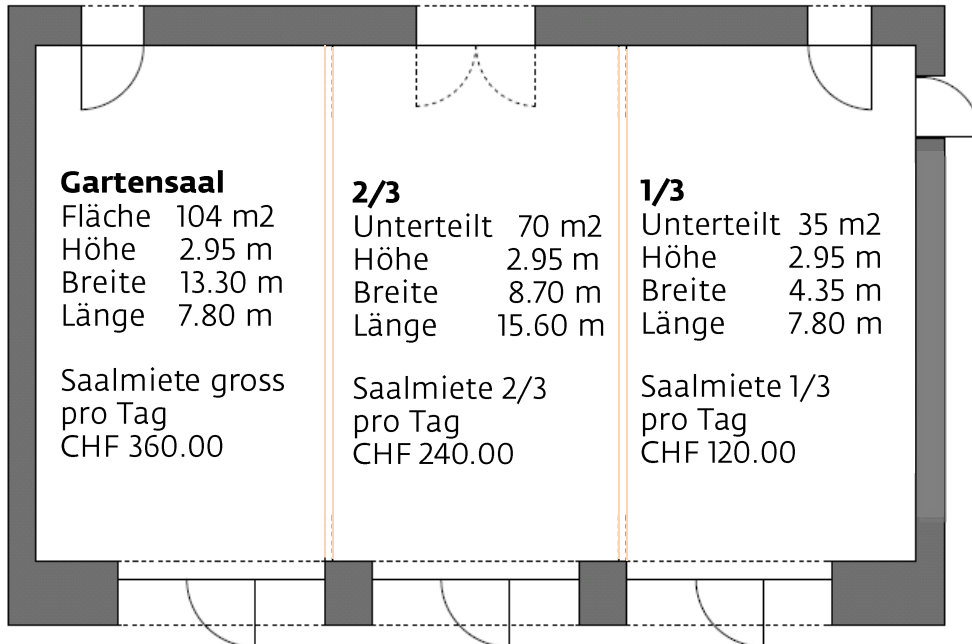 Gartensaal
Fläche 104 m2
Höhe 2.95 m
Breite 13.30 m
Länge 7.80 m
Saalmiete gross
pro Tag
CHF 360.00
2/3
Unterteilt 70 m2
Höhe 2.95 m
Breite 8.70 m
Länge 15.60 m
Saalmiete 2/3
pro Tag
CHF 240.00
1/3
Unterteilt 35 m2
Höhe 2.95 m
Breite 4.35 m
Länge 7.80 m
Saalmiete 1/3
pro Tag
CHF 120.00